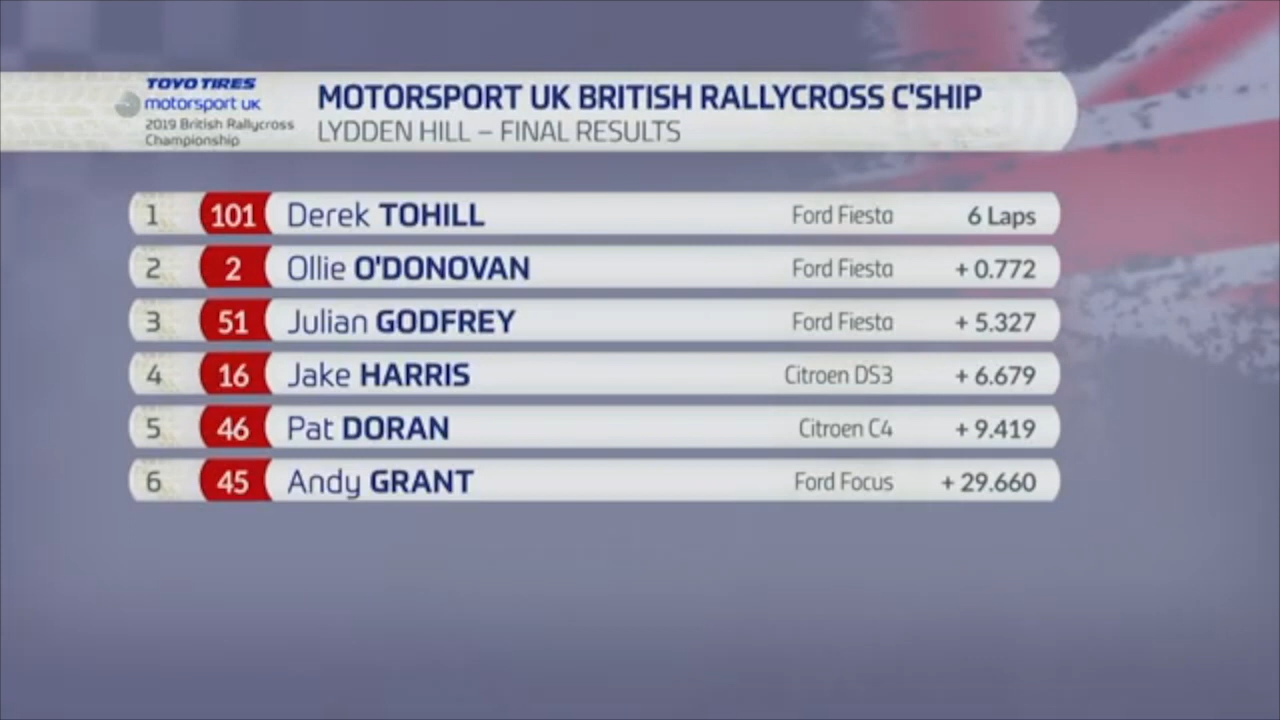 TOYO TIRES
motorsport uk
2019 British Rallycross
Championship
MOTORSPORT UK BRITISH RALLYCROSS C'SHIP
LYDDEN HILL – FINAL RESULTS
1 101 Derek TOHILL Ford Fiesta 6 Laps
2 2 Ollie O'DONOVAN Ford Fiesta + 0.772
3 51 Julian GODFREY Ford Fiesta + 5.327
4 16 Jake HARRIS Citroen DS3 + 6.679
5 46 Pat DORAN Citroen C4 + 9.419
6 45 Andy GRANT Ford Focus + 29.660